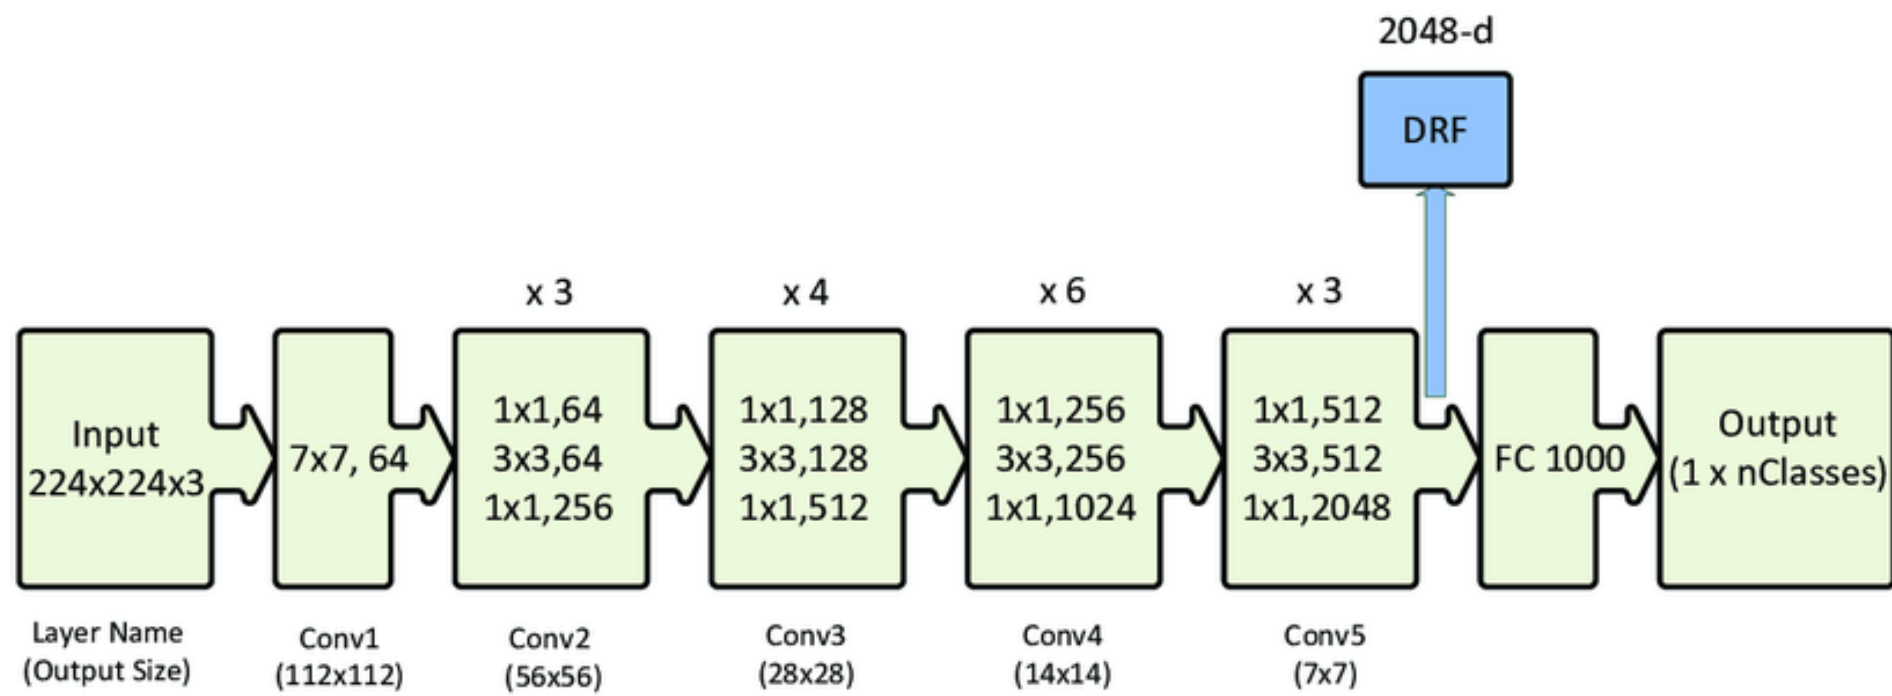 2048-d
DRF
x 3
x 4
x 6
x 3
Input
224x224x3
7x7, 64
1x1,64
3x3,64
1x1,256
1x1,128
3x3,128
1x1,512
1x1,256
3x3,256
1x1,1024
1x1,512
3x3,512
1x1,2048
FC 1000
Output
(1 x nClasses)
Layer Name
(Output Size)
Conv1
(112x112)
Conv2
(56x56)
Conv3
(28x28)
Conv4
(14x14)
Conv5
(7x7)